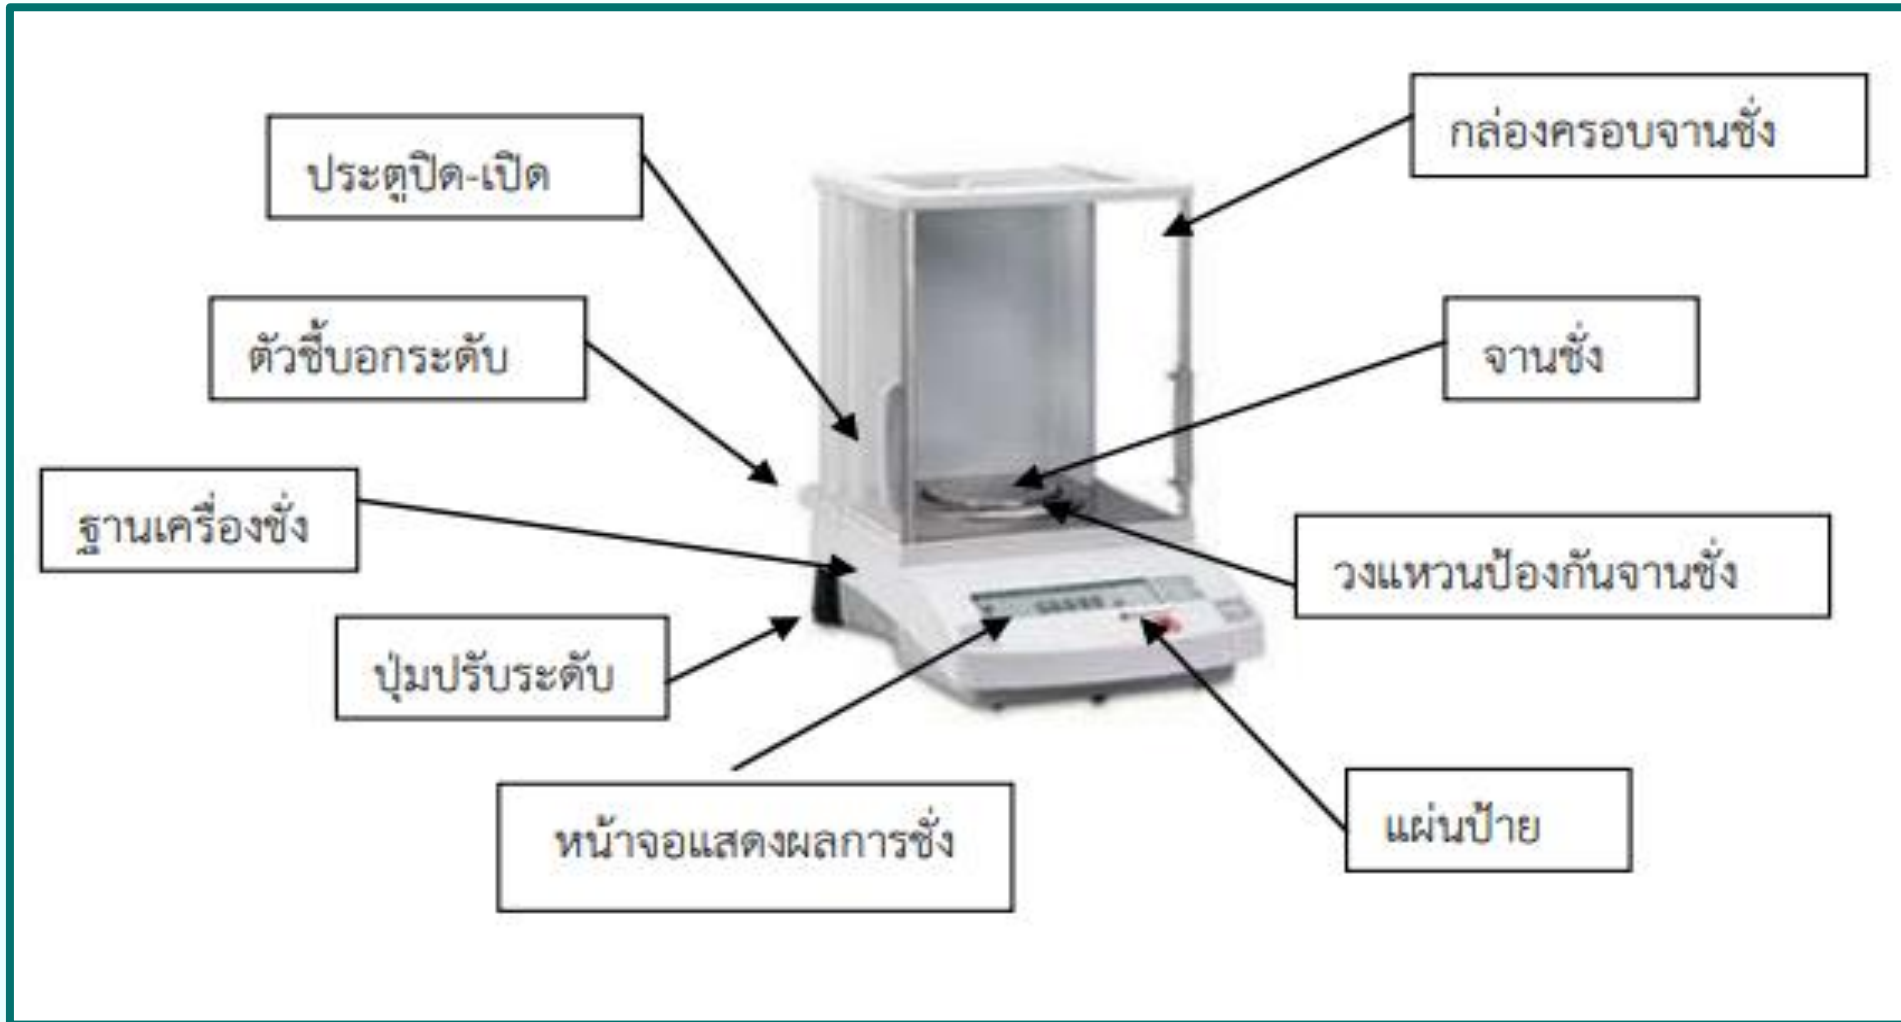 กล่องครอบจานชั่ง
ประตูปิด-เปิด
ตัวชี้บอกระดับ
จานชั่ง
ฐานเครื่องชั่ง
วงแหวนป้องกันจานชั่ง
ปุ่มปรับระดับ
หน้าจอแสดงผลการชั่ง
แผ่นป้าย